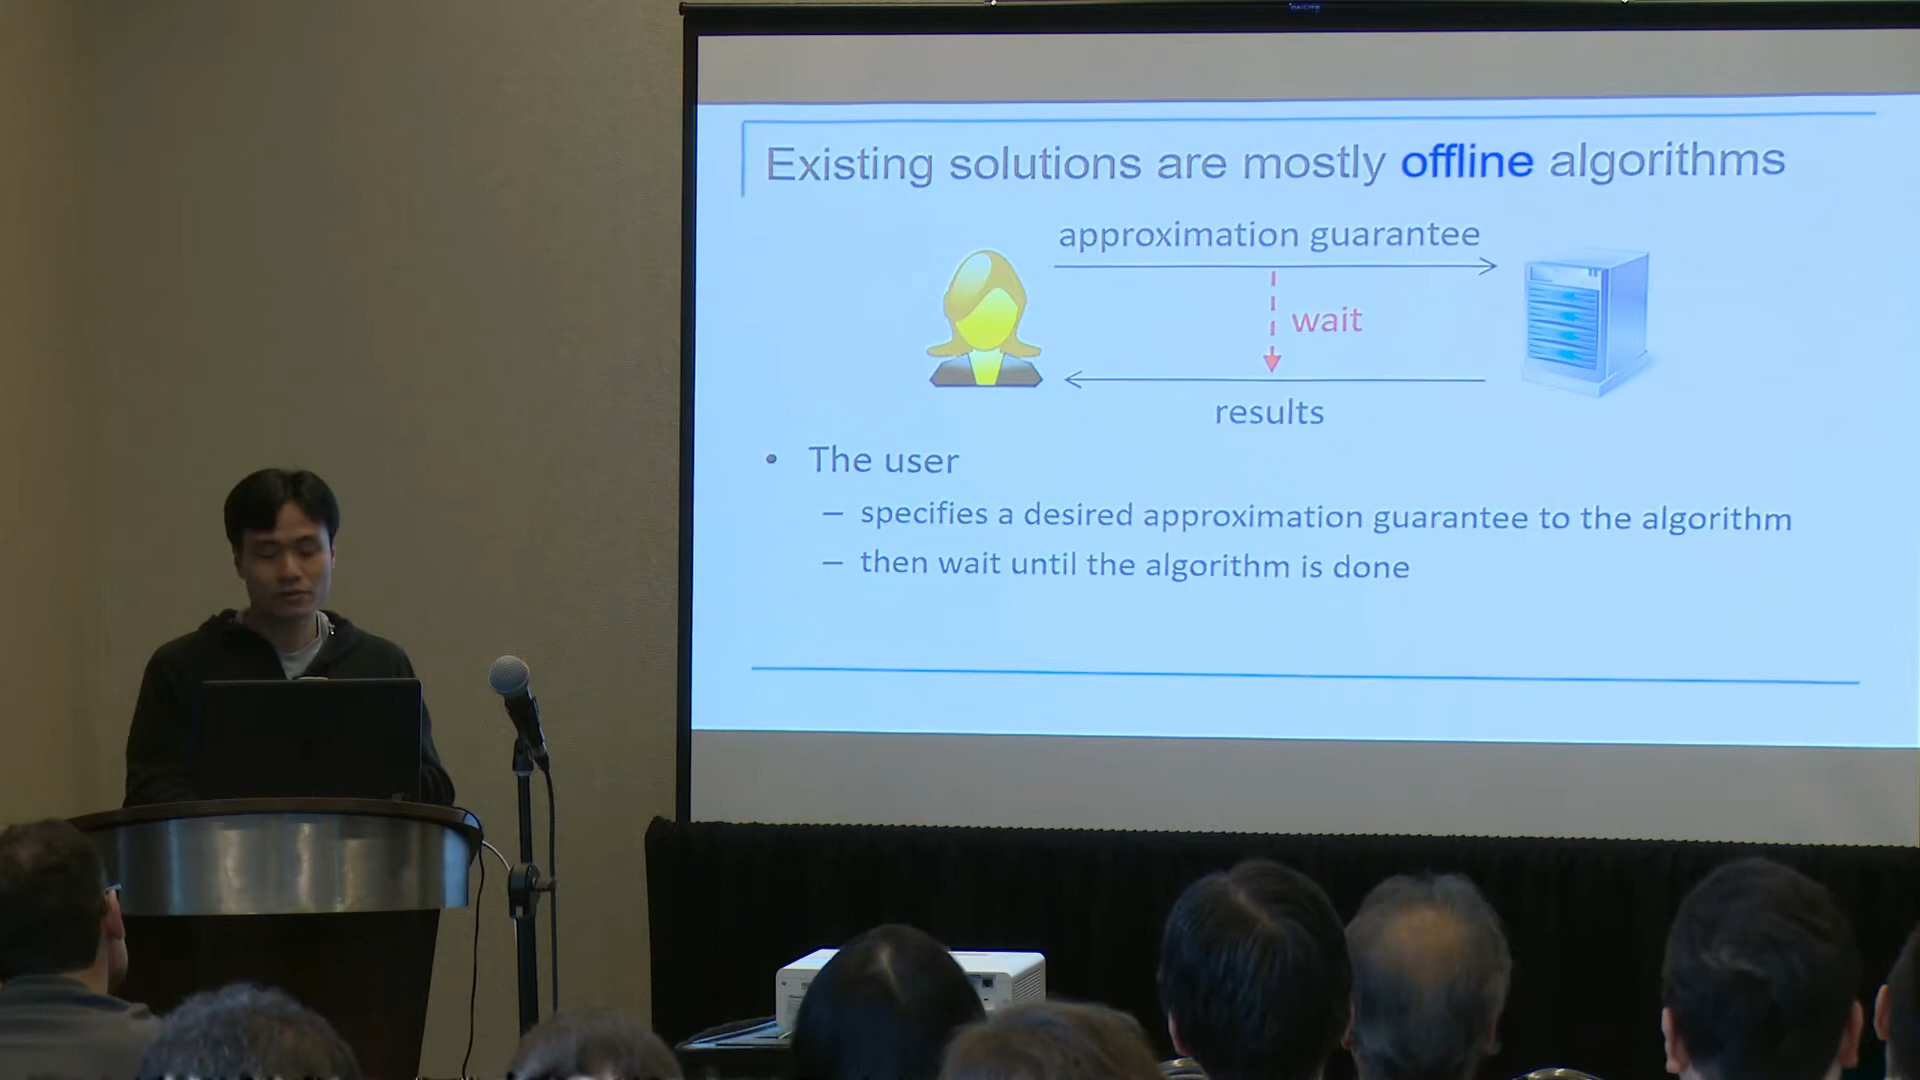 Existing solutions are mostly offline algorithms
approximation guarantee
wait
results
• The user
– specifies a desired approximation guarantee to the algorithm
– then wait until the algorithm is done